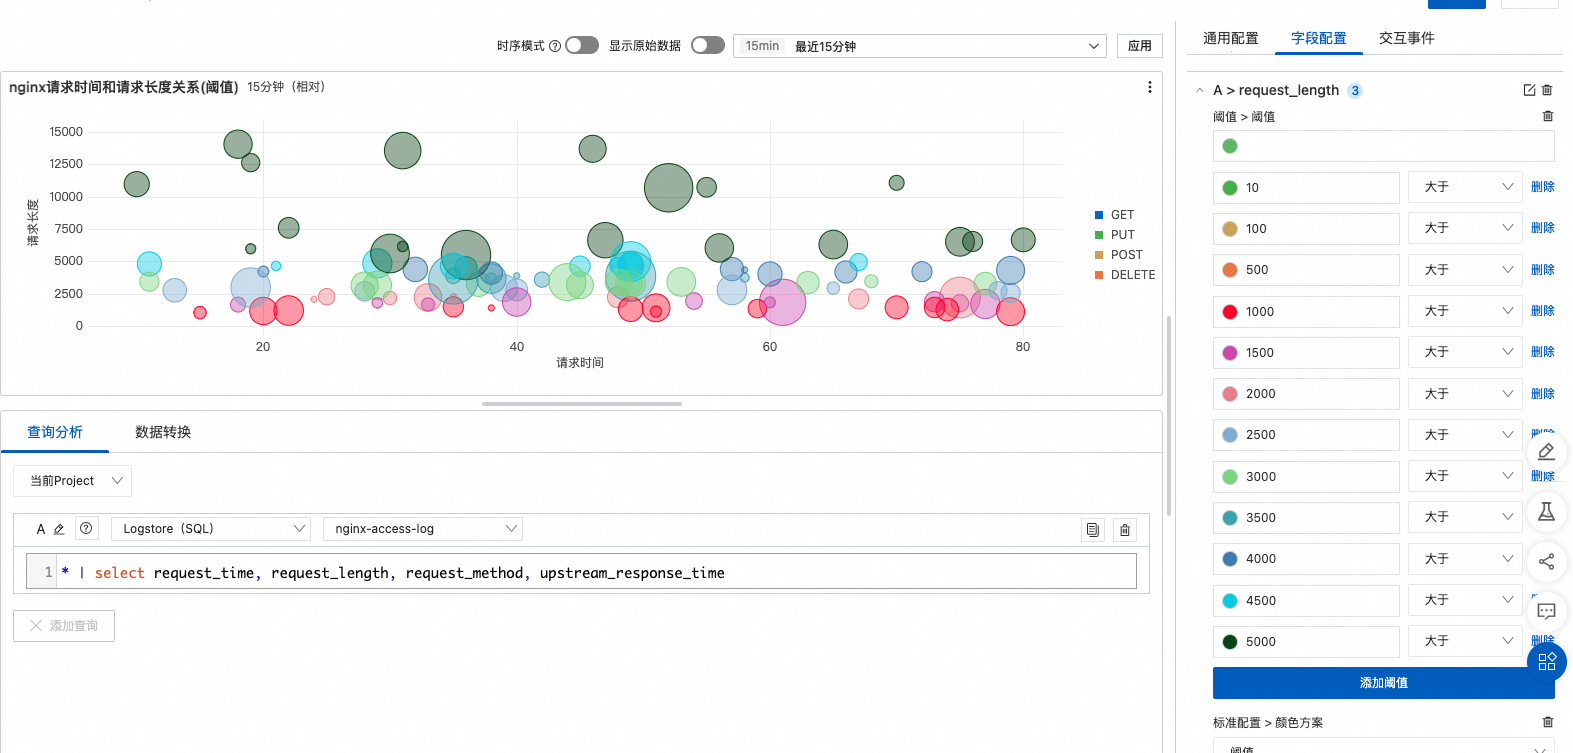 时序模式
显示原始数据
15min 最近15分钟
应用
通用配置 字段配置 交互事件
nginx请求时间和请求长度关系(阈值) 15分钟（相对）
15000
12500
10000
7500
5000
2500
0
请求长度
20 40 60 80
请求时间
GET
PUT
POST
DELETE
查询分析 数据转换
当前Project
A Logstore（SQL） nginx-access-log
1 * | select request_time, request_length, request_method, upstream_response_time
添加查询
A > request_length 3
阈值 > 阈值
10 大于 删除
100 大于 删除
500 大于 删除
1000 大于 删除
1500 大于 删除
2000 大于 删除
2500 大于 删除
3000 大于 删除
3500 大于
4000 大于
4500 大于
5000 大于 删除
添加阈值
标准配置 > 颜色方案
阈值